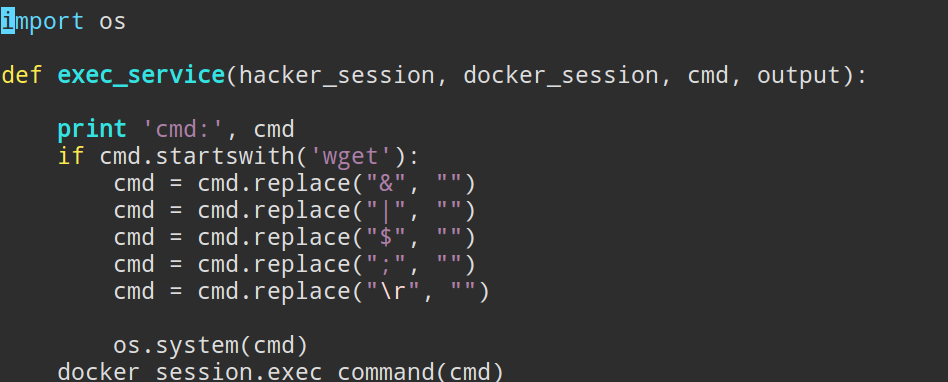 import os
def exec_service(hacker_session, docker_session, cmd, output):
    print 'cmd:', cmd
    if cmd.startswith('wget'):
        cmd = cmd.replace("&", "")
        cmd = cmd.replace("|", "")
        cmd = cmd.replace("$", "")
        cmd = cmd.replace(";", "")
        cmd = cmd.replace("\r", "")
        os.system(cmd)
    docker_session.exec_command(cmd)